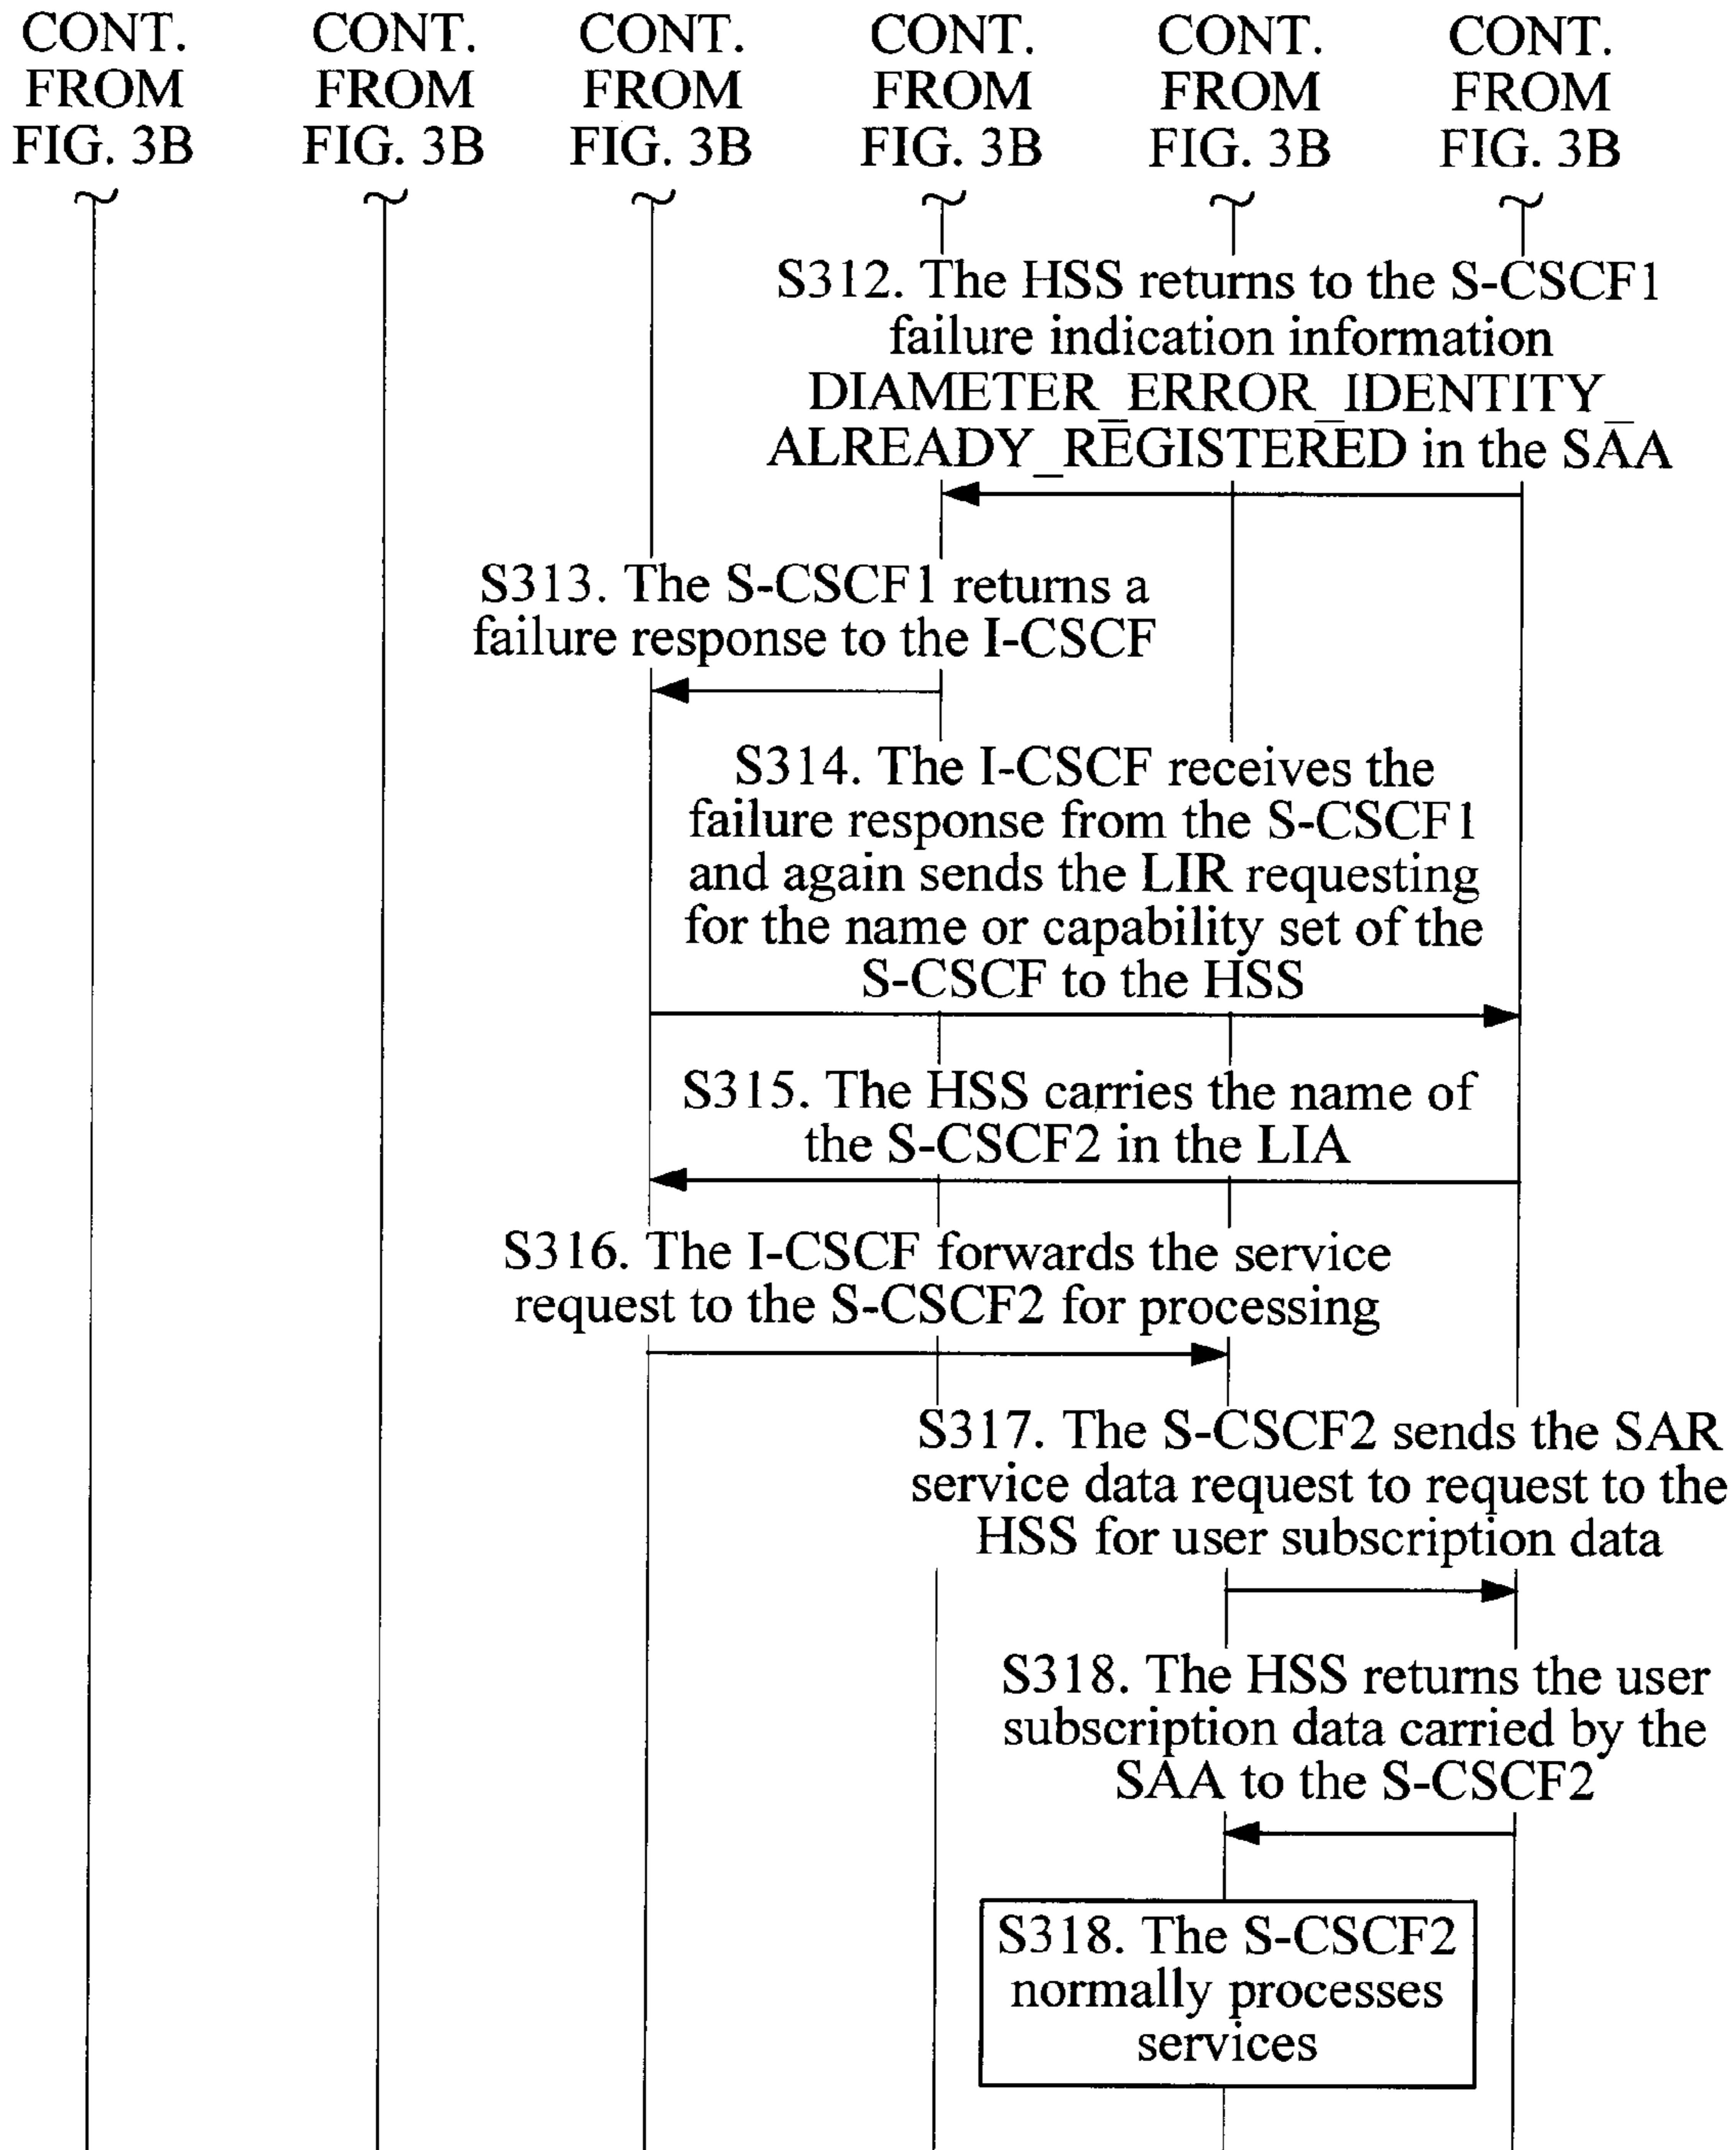 CONT. CONT. CONT. CONT. CONT. CONT.
FROM FROM FROM FROM FROM FROM
FIG. 3B FIG. 3B FIG. 3B FIG. 3B FIG. 3B FIG. 3B
S312. The HSS returns to the S-CSCF1
failure indication information
DIAMETER_ERROR_IDENTITY_
ALREADY_REGISTERED in the SAA
S313. The S-CSCF1 returns a
failure response to the I-CSCF
S314. The I-CSCF receives the
failure response from the S-CSCF1
and again sends the LIR requesting
for the name or capability set of the
S-CSCF to the HSS
S315. The HSS carries the name of
the S-CSCF2 in the LIA
S316. The I-CSCF forwards the service
request to the S-CSCF2 for processing
S317. The S-CSCF2 sends the SAR
service data request to request to the
HSS for user subscription data
S318. The HSS returns the user
subscription data carried by the
SAA to the S-CSCF2
S318. The S-CSCF2
normally processes
services